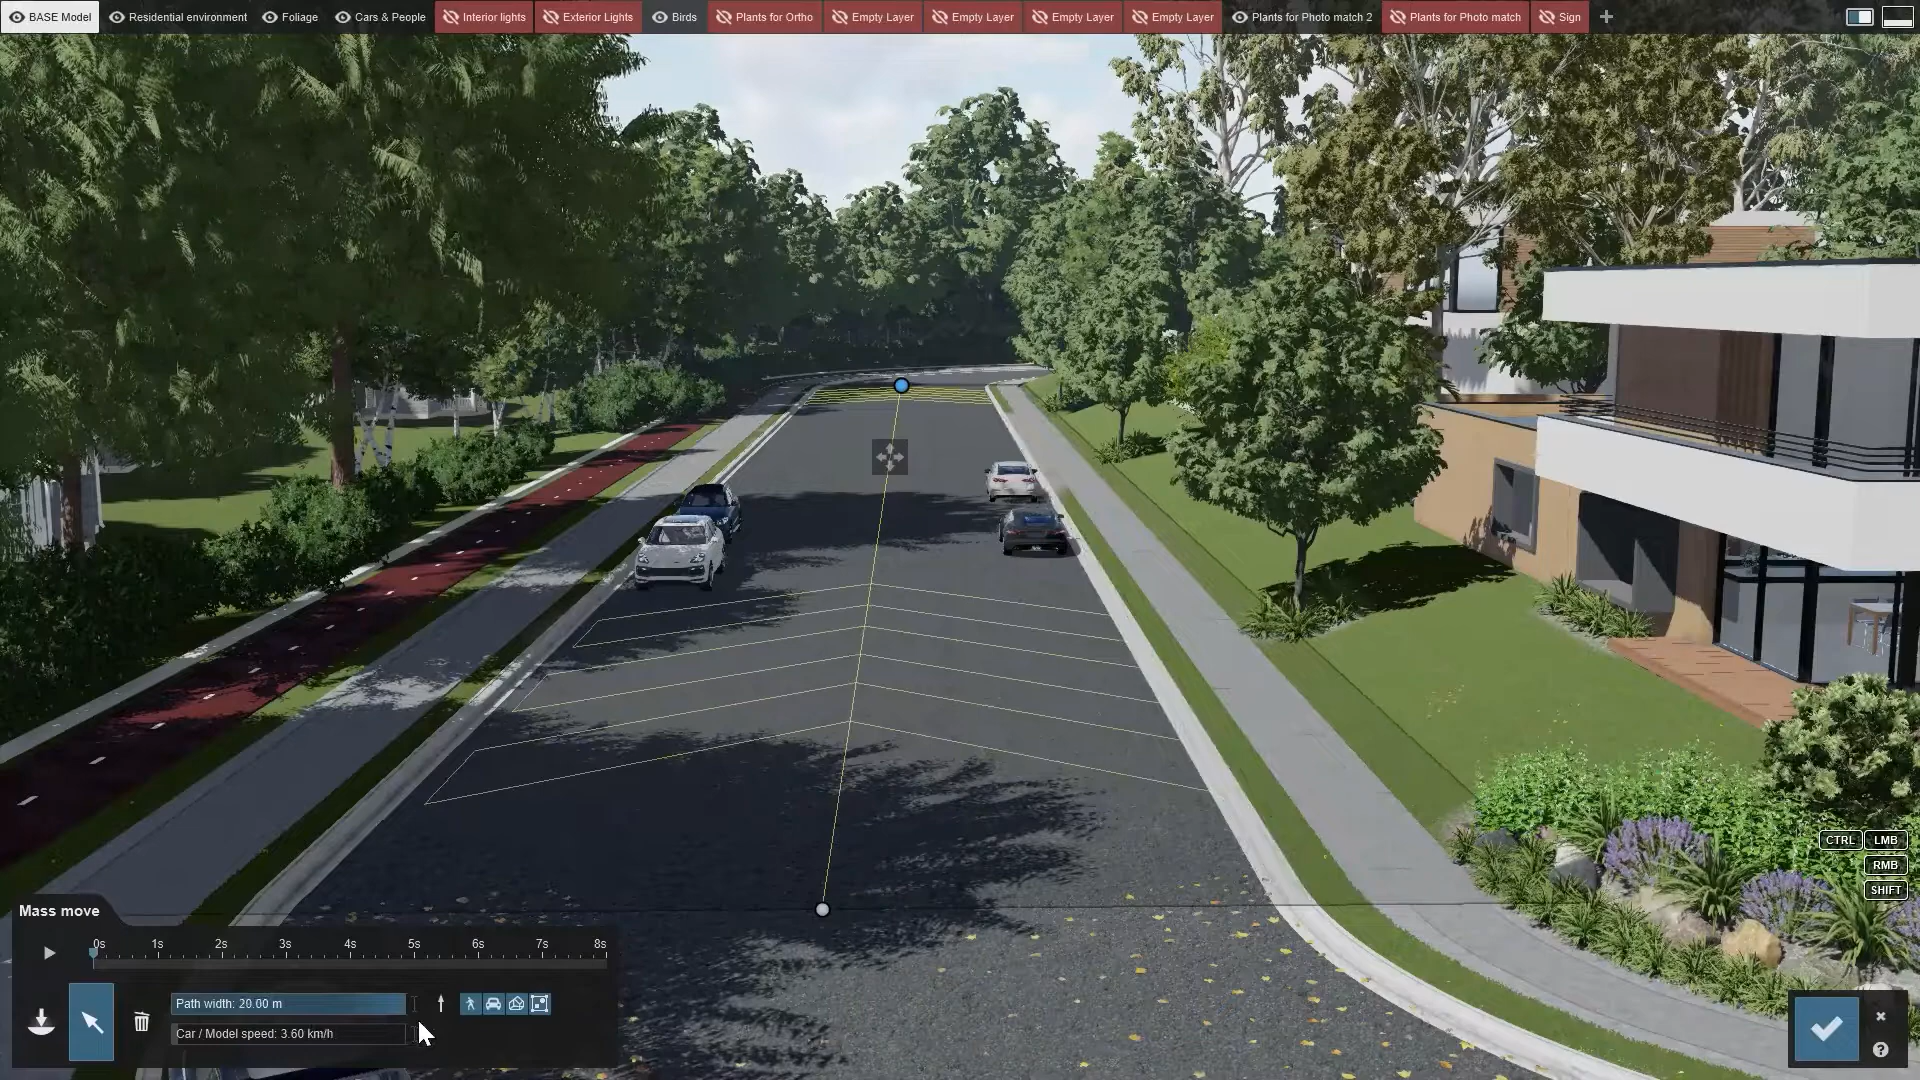 BASE Model
Residential environment
Foliage
Cars & People
Interior lights
Exterior Lights
Birds
Plants for Ortho
Empty Layer
Empty Layer
Empty Layer
Empty Layer
Plants for Photo match 2
Plants for Photo match
Sign
CTRL LMB
RMB
SHIFT
Mass move
0s 1s 2s 3s 4s 5s 6s 7s 8s
Path width: 20.00 m
Car / Model speed: 3.60 km/h